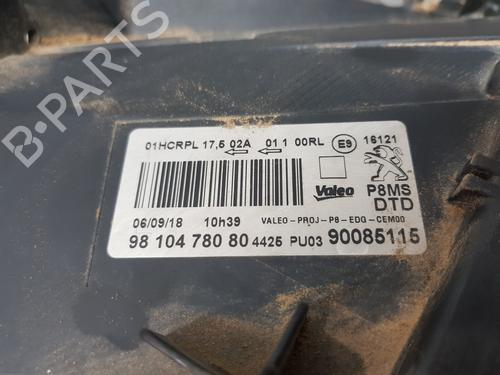 01HCRPL 17,5 02A 01 1 00RL E9 16121
Valeo P8MS
DTD
06/09/18 10h39 VALEO-PROJ-P8-EDG-CEM00
98 104 780 80 4425 PU03 90085115
B-PARTS